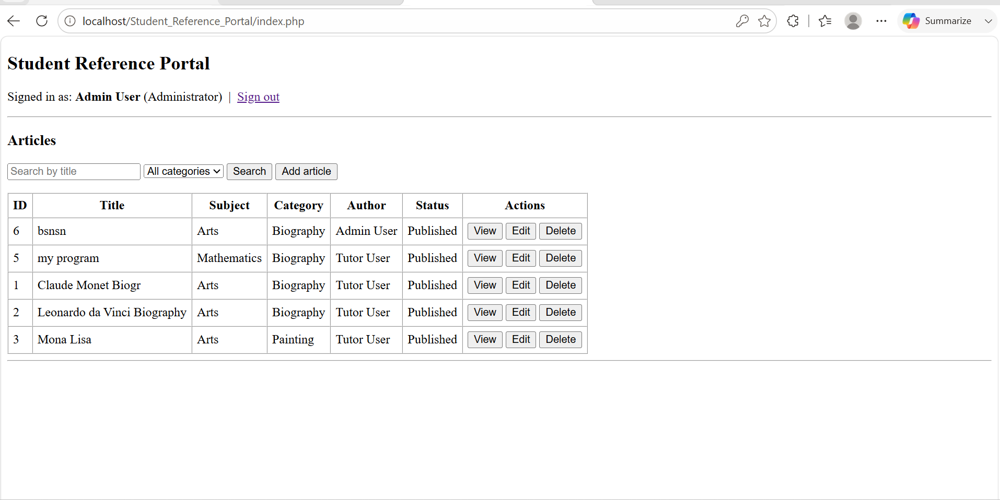 localhost/Student_Reference_Portal/index.php Summarize
Student Reference Portal
Signed in as: Admin User (Administrator) | Sign out
Articles
Search by title All categories Search Add article
ID Title Subject Category Author Status Actions
6 bsnsn Arts Biography Admin User Published View Edit Delete
5 my program Mathematics Biography Tutor User Published View Edit Delete
1 Claude Monet Biogr Arts Biography Tutor User Published View Edit Delete
2 Leonardo da Vinci Biography Arts Biography Tutor User Published View Edit Delete
3 Mona Lisa Arts Painting Tutor User Published View Edit Delete